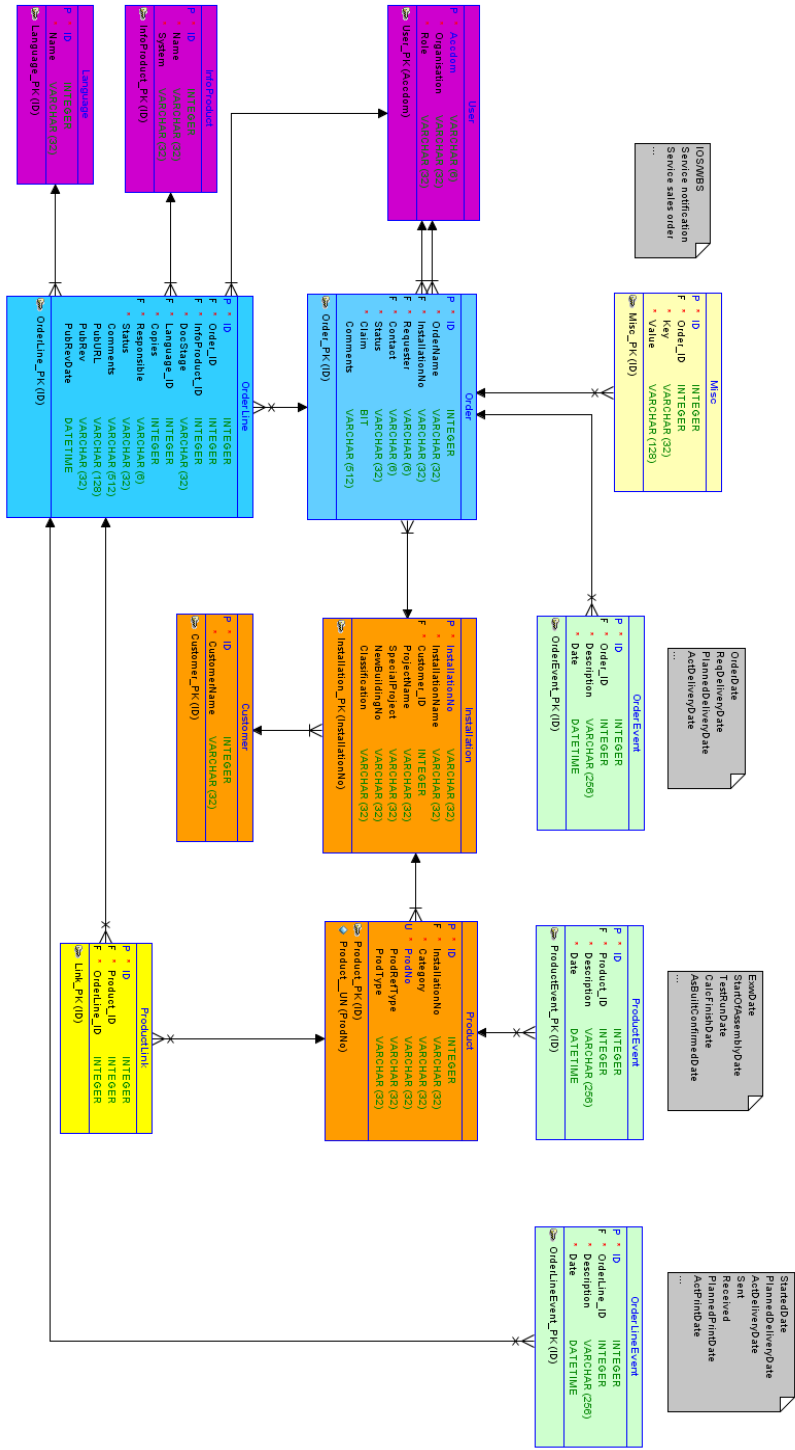 IOS/WBS
Service notification
Service sales order
...
OrderDate
ReqDeliveryDate
PlannedDeliveryDate
ActDeliveryDate
...
ExwDate
StartOfAssemblyDate
TestRunDate
CalcFinishDate
AsBuiltConfirmedDate
...
StartedDate
PlannedDeliveryDate
ActDeliveryDate
Sent
Received
PlannedPrintDate
ActPrintDate
...
Misc
P * ID INTEGER
F * Order_ID INTEGER
* Key VARCHAR (32)
* Value VARCHAR (128)
Misc_PK (ID)
OrderEvent
P * ID INTEGER
F * Order_ID INTEGER
* Description VARCHAR (256)
* Date DATETIME
OrderEvent_PK (ID)
ProductEvent
P * ID INTEGER
F * Product_ID INTEGER
* Description VARCHAR (256)
* Date DATETIME
ProductEvent_PK (ID)
OrderLineEvent
P * ID INTEGER
F * OrderLine_ID INTEGER
* Description VARCHAR (256)
* Date DATETIME
OrderLineEvent_PK (ID)
User
P * Accdom VARCHAR (6)
* Organisation VARCHAR (32)
* Role VARCHAR (32)
User_PK (Accdom)
Order
P * ID INTEGER
* OrderName VARCHAR (32)
F * InstallationNo VARCHAR (32)
F * Requester VARCHAR (6)
F * Contact VARCHAR (6)
* Status VARCHAR (32)
* Claim BIT
Comments VARCHAR (512)
Order_PK (ID)
Installation
P * InstallationNo VARCHAR (32)
* InstallationName VARCHAR (32)
F * Customer_ID INTEGER
ProjectName VARCHAR (32)
SpecialProject VARCHAR (32)
NewBuildingNo VARCHAR (32)
Classification VARCHAR (32)
Installation_PK (InstallationNo)
Product
P * ID INTEGER
F * InstallationNo VARCHAR (32)
* Category VARCHAR (32)
U * ProdNo VARCHAR (32)
ProdRefType VARCHAR (32)
ProdType VARCHAR (32)
Product_PK (ID)
Product__UN (ProdNo)
InfoProduct
P * ID INTEGER
* Name VARCHAR (32)
* System VARCHAR (32)
InfoProduct_PK (ID)
OrderLine
P * ID INTEGER
F * Order_ID INTEGER
F * InfoProduct_ID INTEGER
* DocStage VARCHAR (32)
F * Language_ID INTEGER
* Copies INTEGER
F * Responsible VARCHAR (6)
* Status VARCHAR (32)
Comments VARCHAR (512)
PubURL VARCHAR (128)
PubRev VARCHAR (32)
PubRevDate DATETIME
OrderLine_PK (ID)
Customer
P * ID INTEGER
* CustomerName VARCHAR (32)
Customer_PK (ID)
ProductLink
P * ID INTEGER
F * Product_ID INTEGER
F * OrderLine_ID INTEGER
Link_PK (ID)
Language
P * ID INTEGER
* Name VARCHAR (32)
Language_PK (ID)